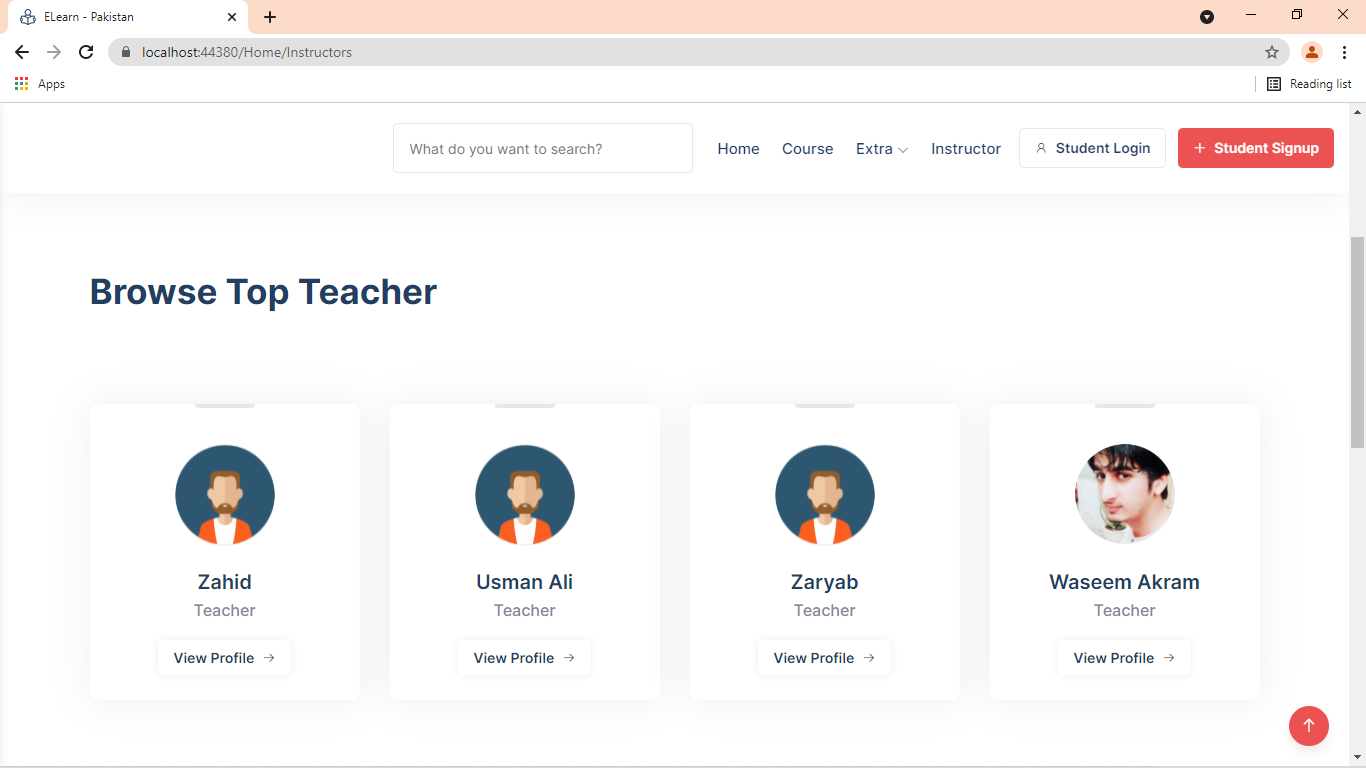 ELearn - Pakistan
localhost:44380/Home/Instructors
Apps
Reading list
What do you want to search?
Home
Course
Extra
Instructor
Student Login
Student Signup
Browse Top Teacher
Zahid
Teacher
View Profile
Usman Ali
Teacher
View Profile
Zaryab
Teacher
View Profile
Waseem Akram
Teacher
View Profile